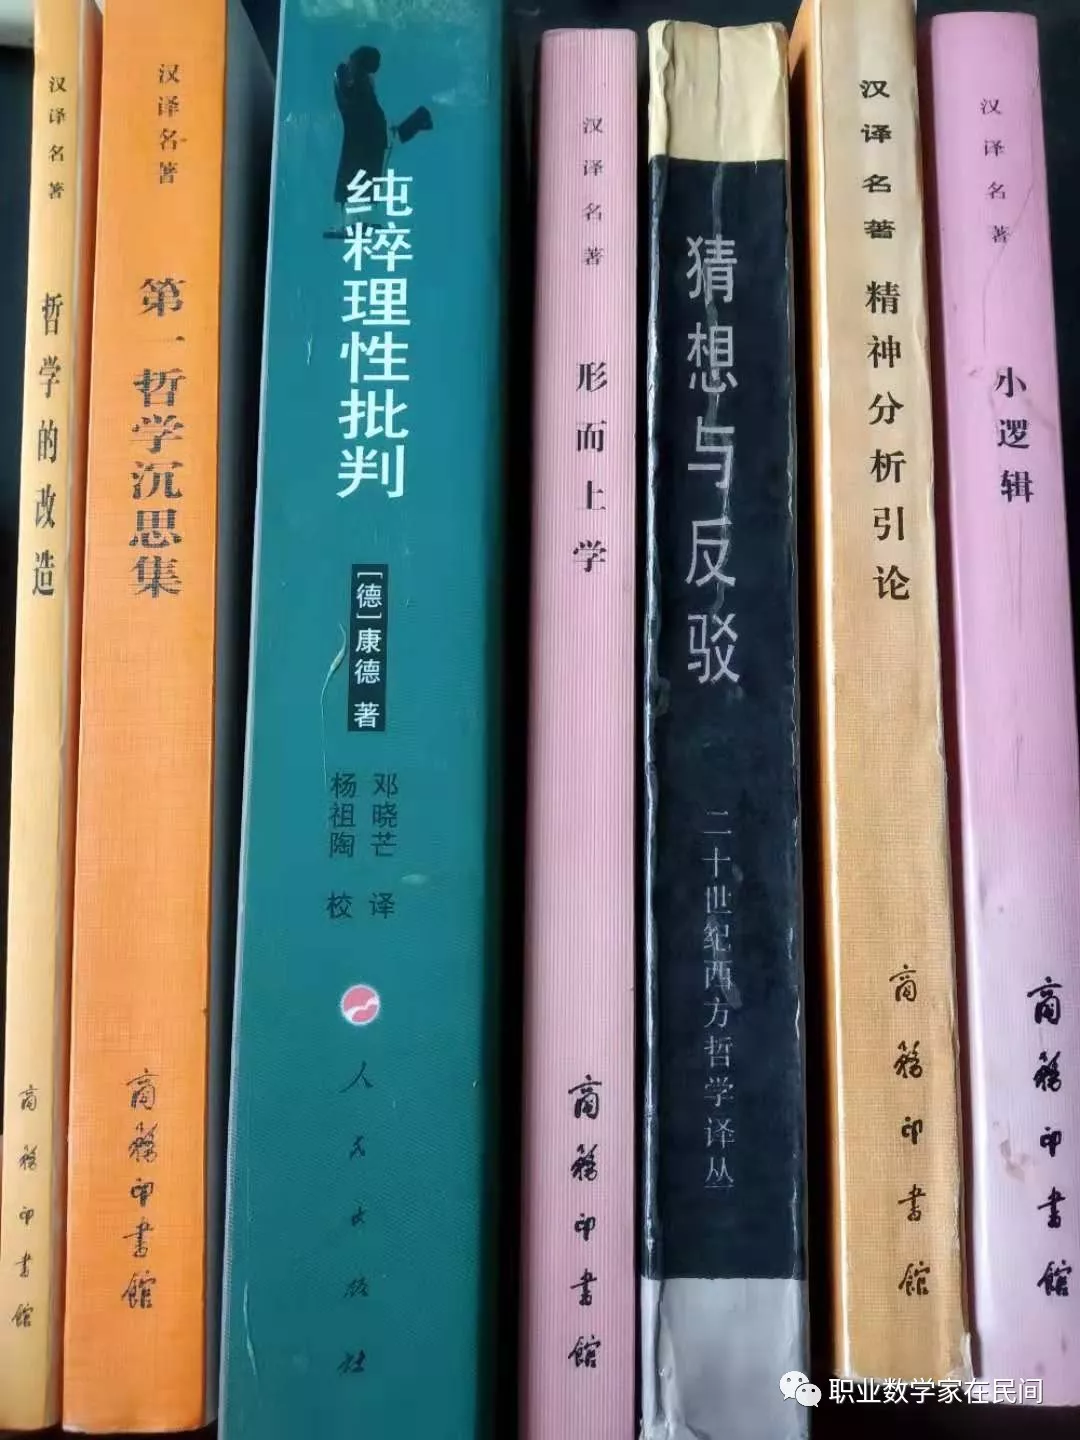 汉译名著
哲学的改造
商务印书馆
汉译名著
第一哲学沉思集
商务印书馆
纯粹理性批判
[德]康德 著
邓晓芒 译
杨祖陶 校
人民出版社
汉译名著
形而上学
商务印书馆
猜想与反驳
二十世纪西方哲学译丛
汉译名著
精神分析引论
商务印书馆
汉译名著
小逻辑
商务印书馆
职业数学家在民间